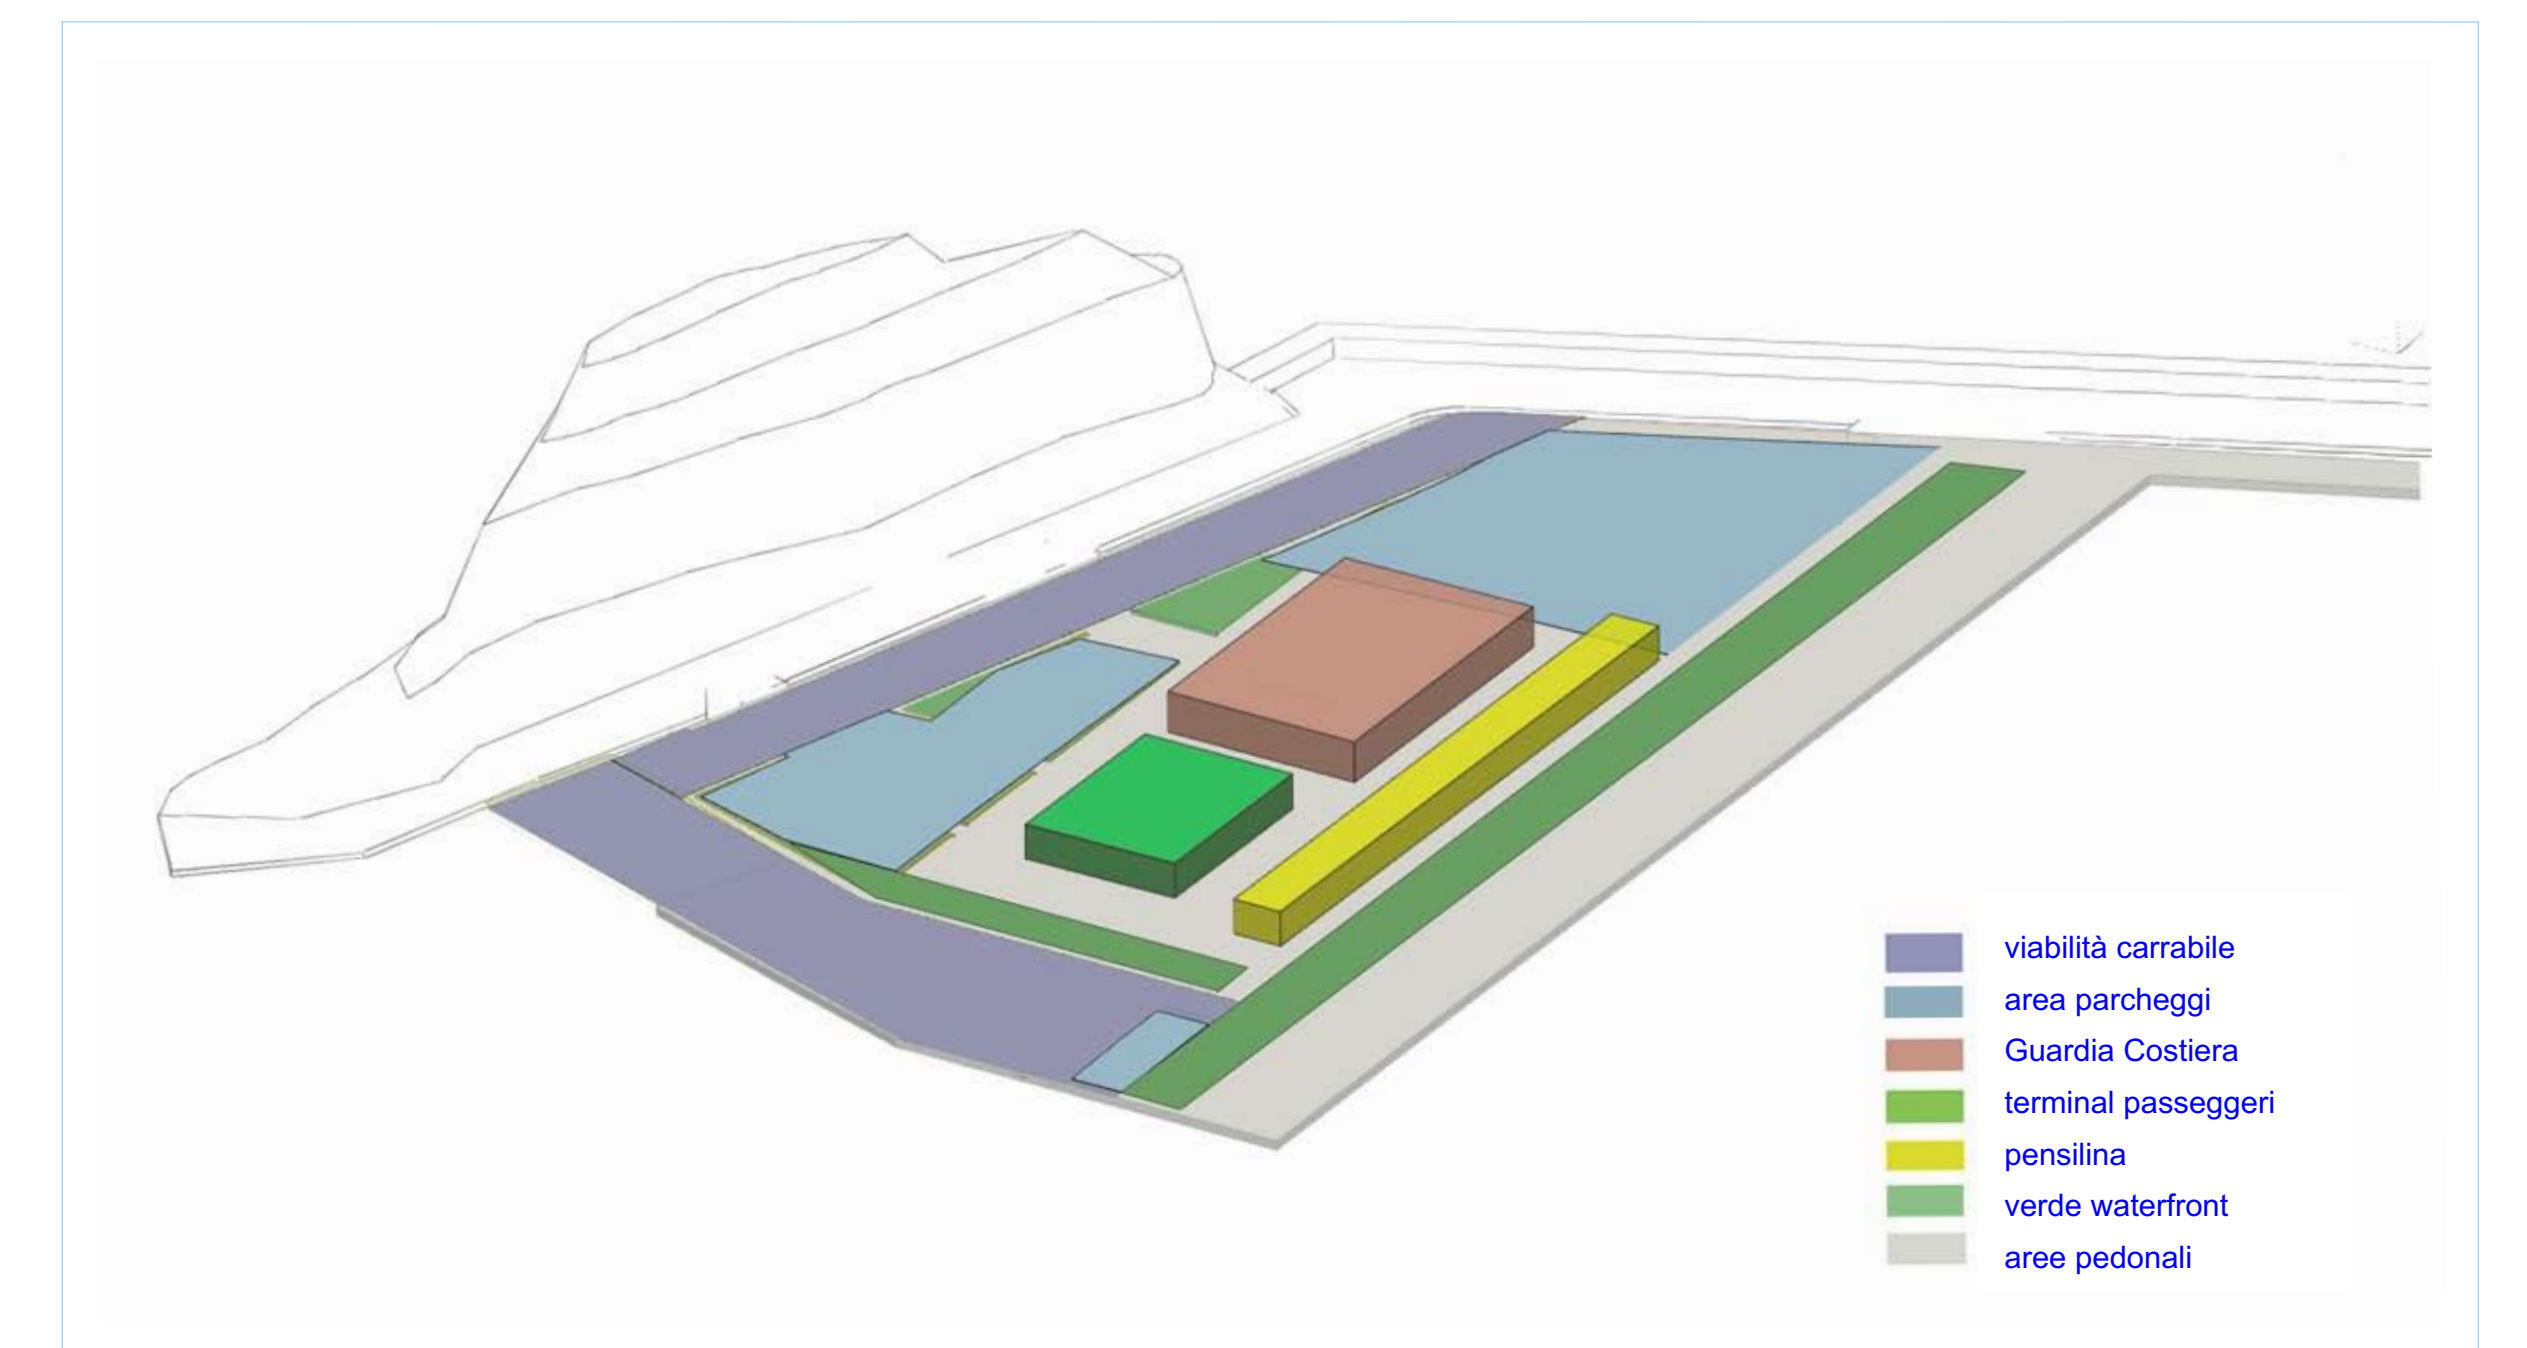 viabilità carrabile
area parcheggi
Guardia Costiera
terminal passeggeri
pensilina
verde waterfront
aree pedonali